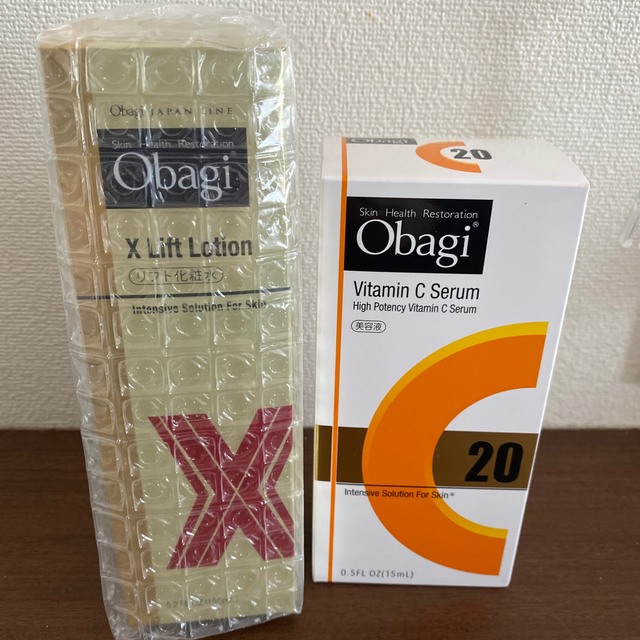 Obagi JAPAN LINE
Skin Health Restoration
Obagi
X Lift Lotion
リフト化粧水
Intensive Solution For Skin
X
C20
Skin Health Restoration
Obagi®
Vitamin C Serum
High Potency Vitamin C Serum
美容液
C
20
Intensive Solution For Skin®
0.5FL OZ(15mL)